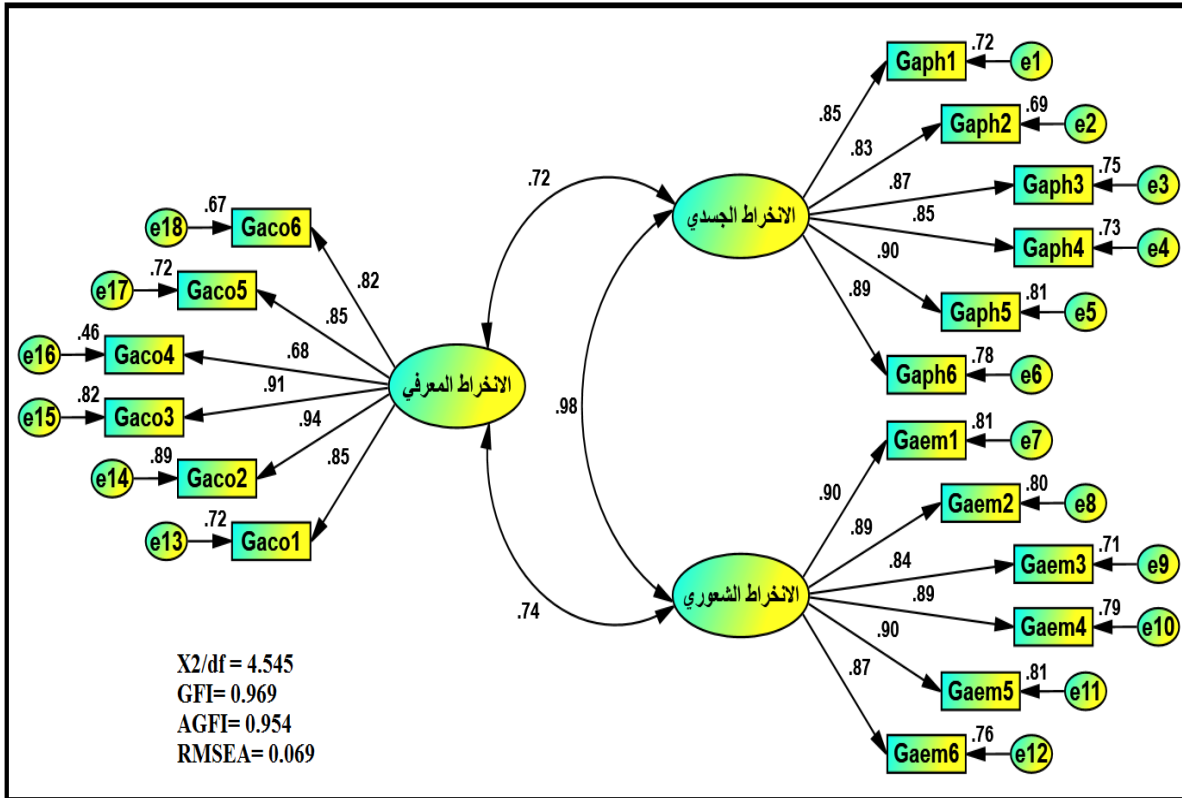 Gaph1
.72
e1
.85
Gaph2
.69
e2
.83
Gaph3
.75
e3
.87
Gaph4
.73
e4
.85
Gaph5
.81
e5
.90
Gaph6
.78
e6
.89
الانخراط الجسدي
.72
e18
.67
Gaco6
.82
e17
.72
Gaco5
.85
e16
.46
Gaco4
.68
e15
.82
Gaco3
.91
e14
.89
Gaco2
.94
e13
.72
Gaco1
.85
الانخراط المعرفي
.98
.74
Gaem1
.81
e7
.90
Gaem2
.80
e8
.89
Gaem3
.71
e9
.84
Gaem4
.79
e10
.89
Gaem5
.81
e11
.90
Gaem6
.76
e12
.87
الانخراط الشعوري
X2/df = 4.545
GFI= 0.969
AGFI= 0.954
RMSEA= 0.069